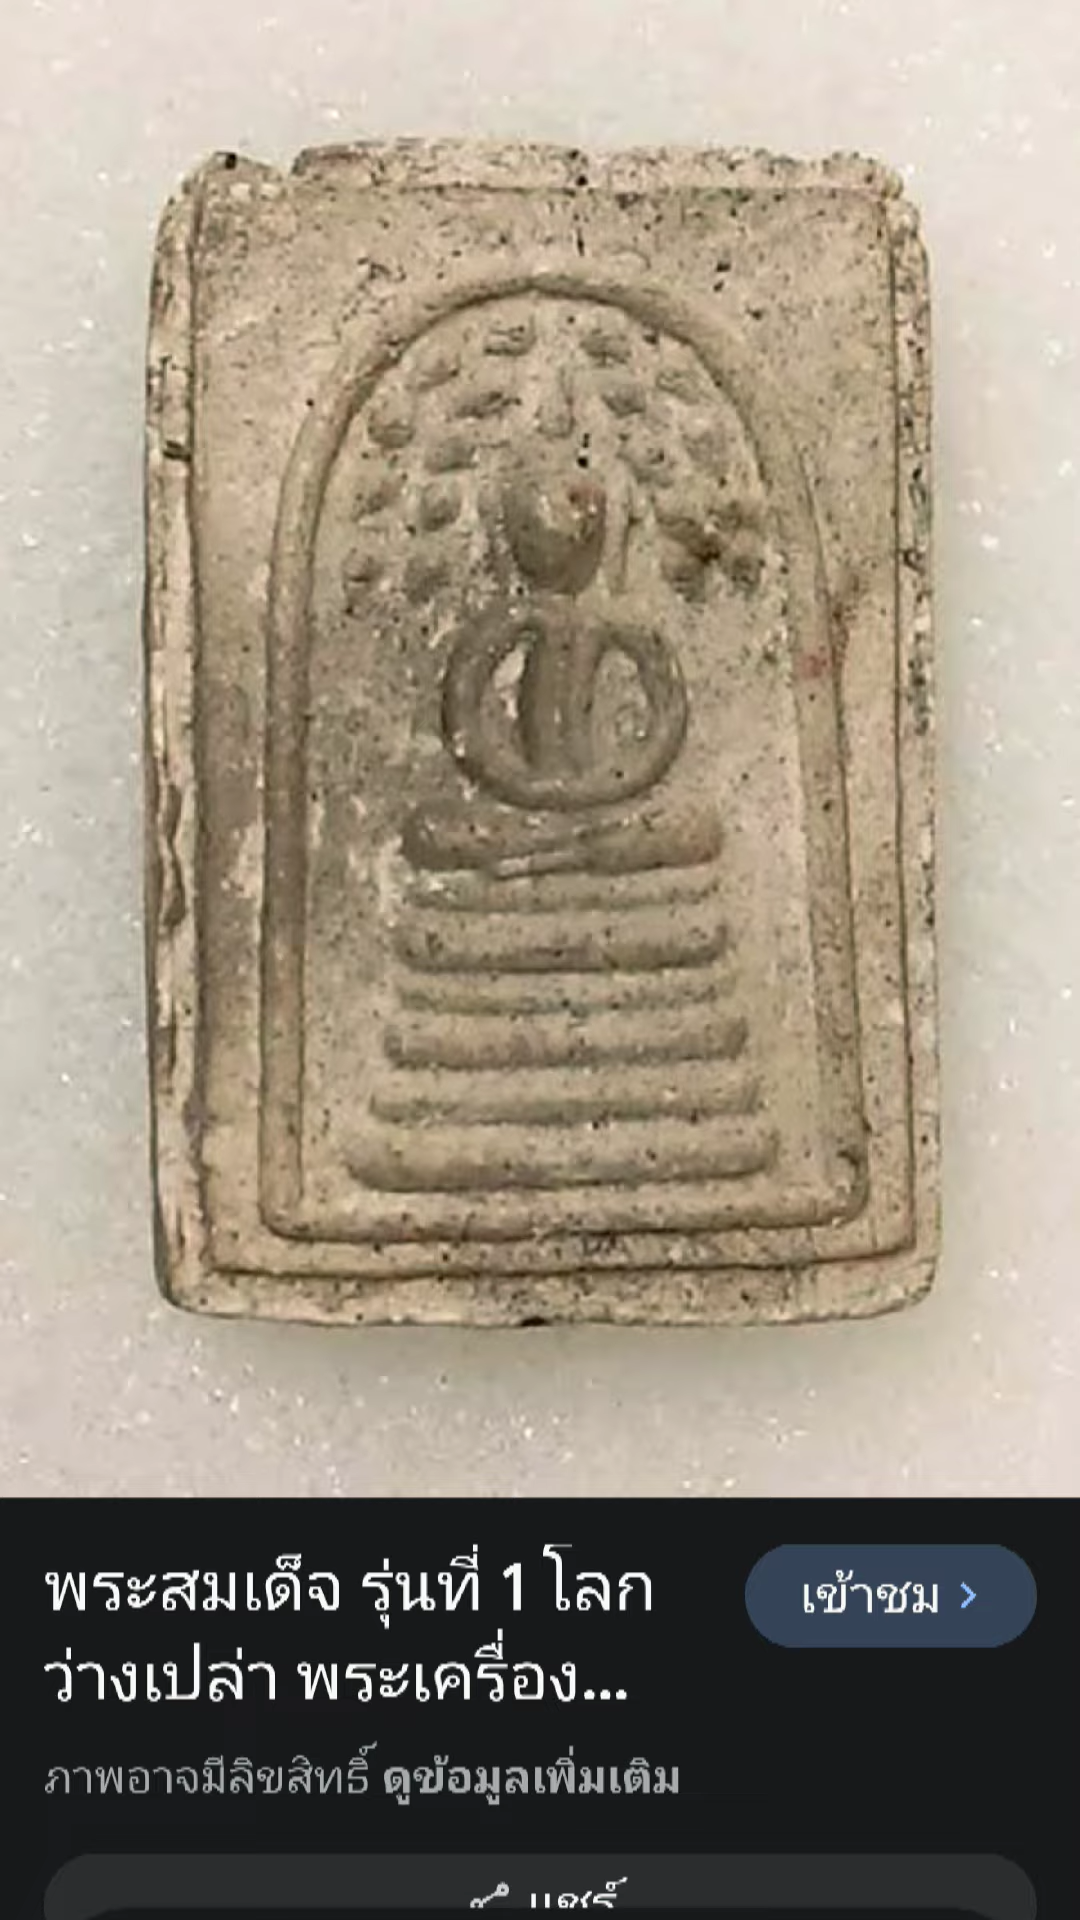 พระสมเด็จ รุ่นที่ 1 โลก
ว่างเปล่า พระเครื่อง...
เข้าชม
ภาพอาจมีลิขสิทธิ์ ดูข้อมูลเพิ่มเติม
แชร์